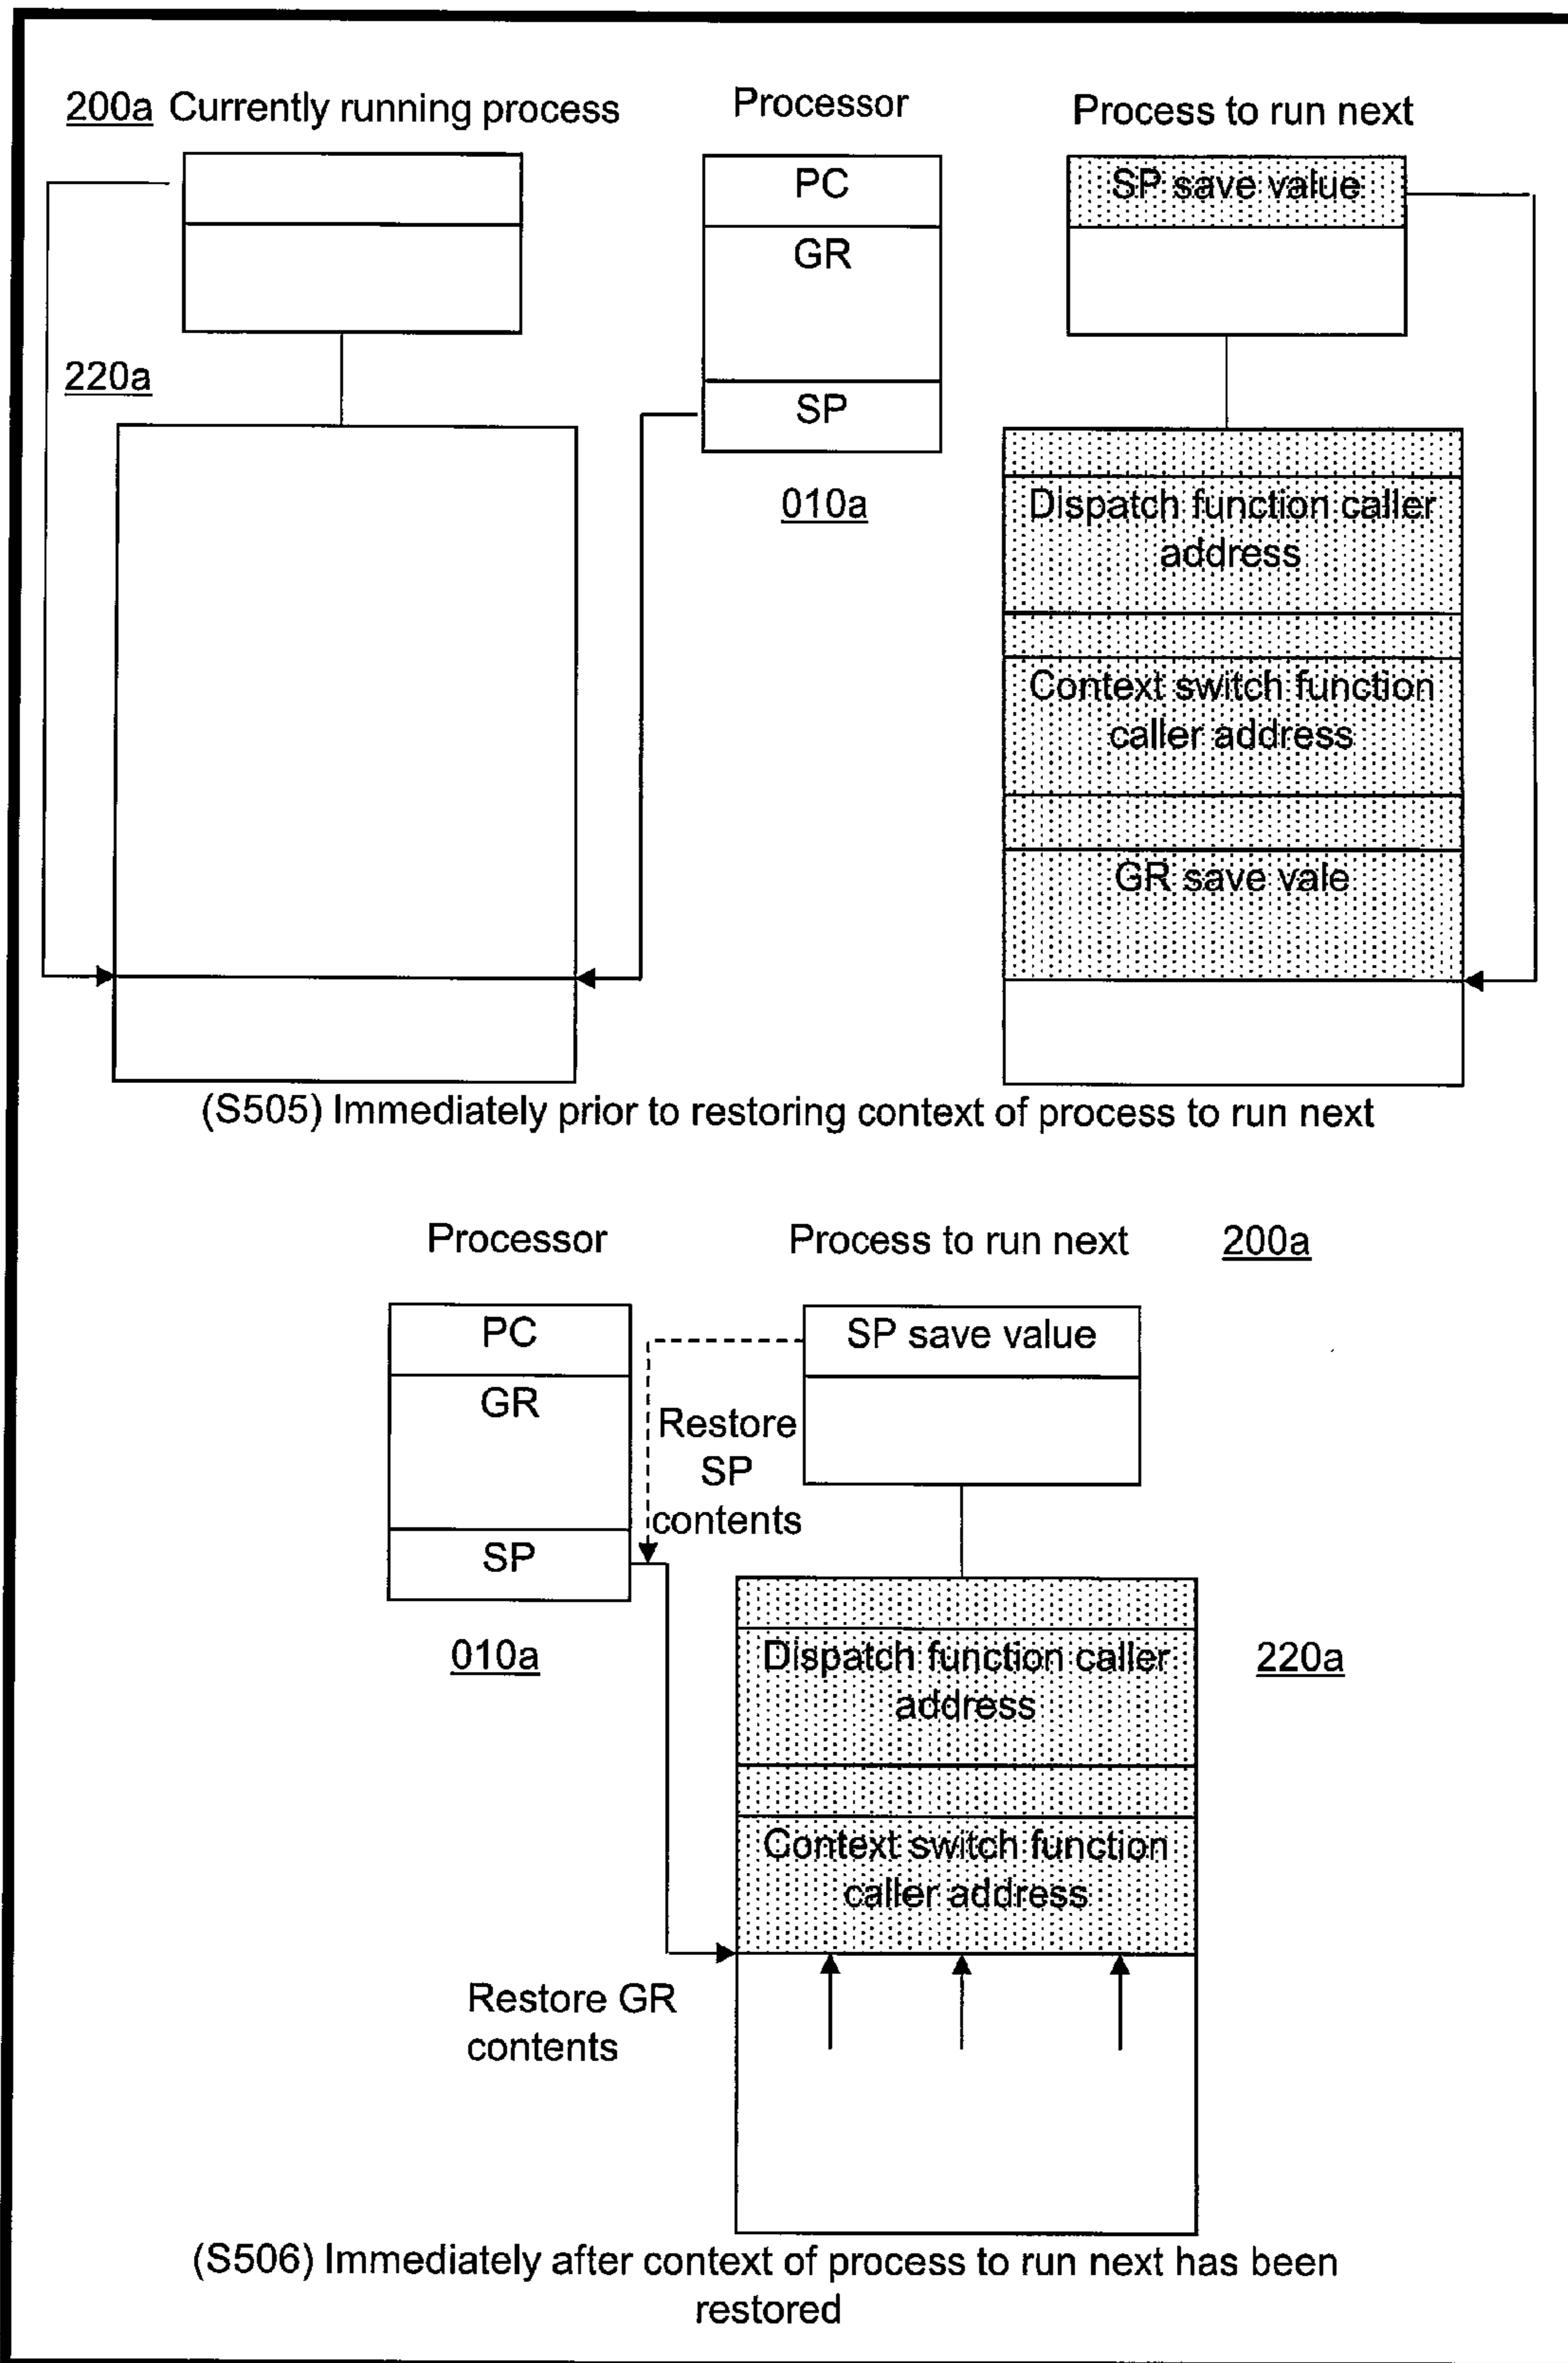 200a Currently running process
Processor
Process to run next
PC
GR
SP
SP save value
220a
010a
Dispatch function caller
address
Context switch function
caller address
GR save vale
(S505) Immediately prior to restoring context of process to run next
Processor
Process to run next
200a
PC
GR
SP
SP save value
Restore
SP
contents
010a
Dispatch function caller
address
220a
Context switch function
caller address
Restore GR
contents
(S506) Immediately after context of process to run next has been
restored